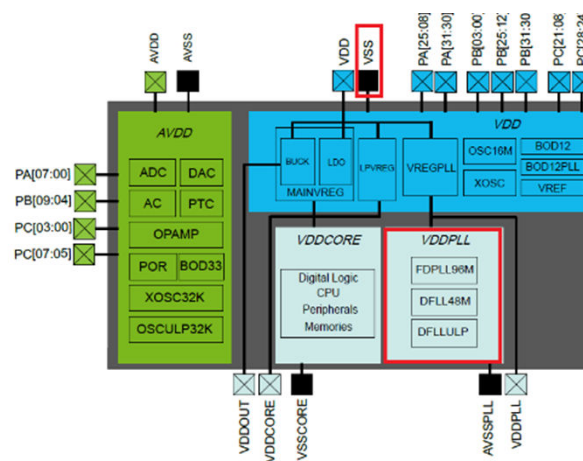 AVDD
AVSS
VDD
VSS
PA[25:08]
PA[31:30]
PB[03:00]
PB[25:12]
PB[31:30]
PC[21:08]
AVDD
VDD
PA[07:00]
PB[09:04]
PC[03:00]
PC[07:05]
ADC
DAC
AC
PTC
OPAMP
POR
BOD33
XOSC32K
OSCULP32K
BUCK
LDO
MAINVREG
LPVREG
VREGPLL
OSC16M
XOSC
BOD12
BOD12PLL
VREF
VDDCORE
Digital Logic
CPU
Peripherals
Memories
VDDPLL
FDPLL96M
DFLL48M
DFLLULP
VDDOUT
VDDCORE
VSSCORE
AVSSPLL
VDDPLL